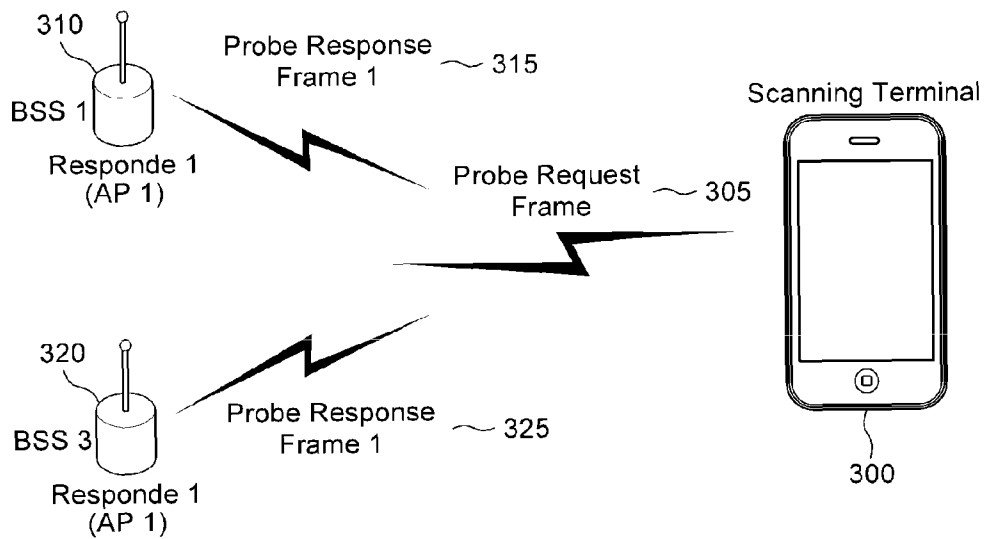 310
Probe Response
Frame 1
315
Scanning Terminal
BSS 1
Responde 1
(AP 1)
Probe Request
Frame
305
320
BSS 3
Probe Response
Frame 1
325
Responde 1
(AP 1)
300